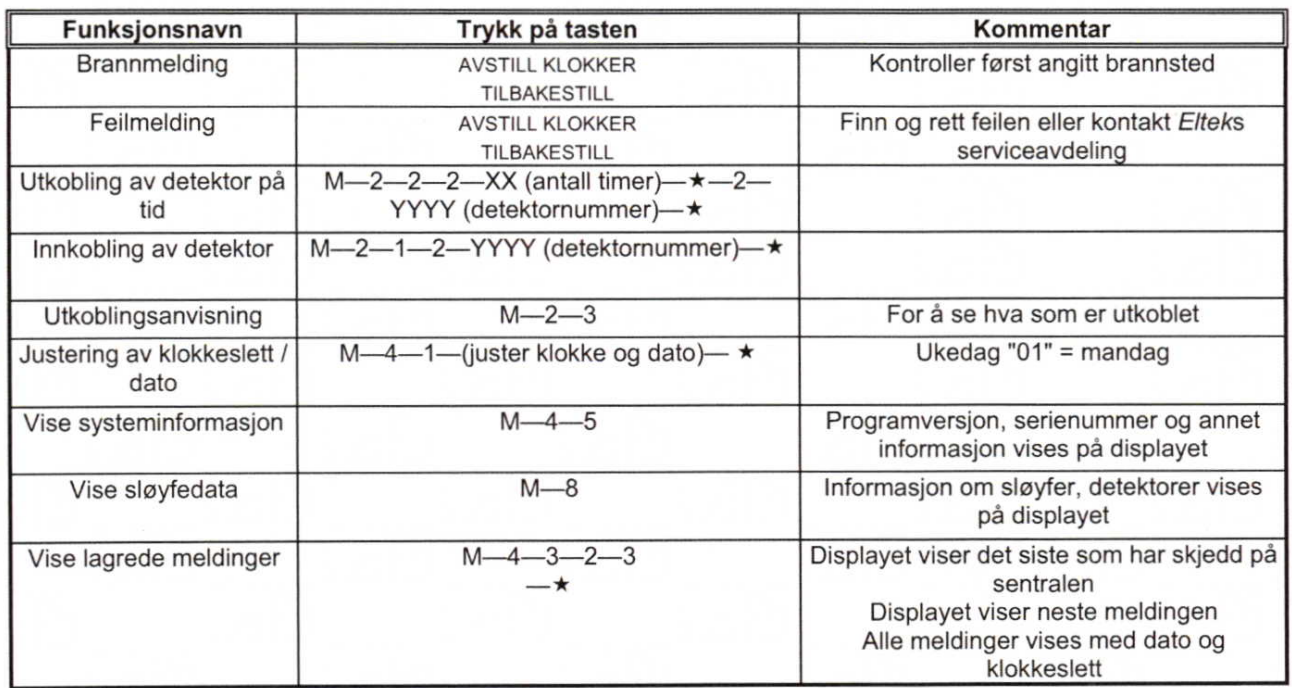 Funksjonsnavn Trykk på tasten Kommentar
Brannmelding AVSTILL KLOKKER Kontroller først angitt brannsted
TILBAKESTILL
Feilmelding AVSTILL KLOKKER Finn og rett feilen eller kontakt Elteks
TILBAKESTILL serviceavdeling
Utkobling av detektor på M—2—2—2—XX (antall timer)—★—2—
tid YYYY (detektornummer)—★
Innkobling av detektor M—2—1—2—YYYY (detektornummer)—★
Utkoblingsanvisning M—2—3 For å se hva som er utkoblet
Justering av klokkeslett / M—4—1—(juster klokke og dato)— ★ Ukedag "01" = mandag
dato
Vise systeminformasjon M—4—5 Programversjon, serienummer og annet
informasjon vises på displayet
Vise sløyfedata M—8 Informasjon om sløyfer, detektorer vises
på displayet
Vise lagrede meldinger M—4—3—2—3 Displayet viser det siste som har skjedd på
—★ sentralen
Displayet viser neste meldingen
Alle meldinger vises med dato og
klokkeslett